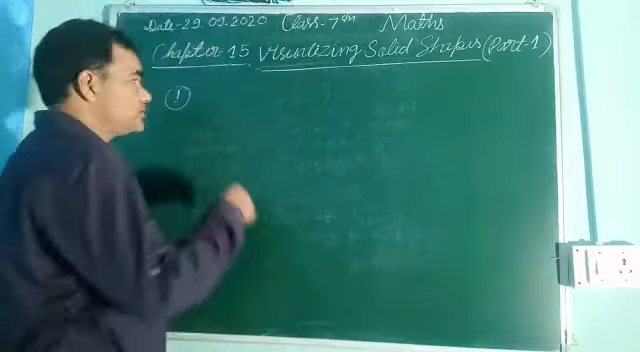 Date-29.09.2020 Class-7th Maths
Chapter 15. Visualizing Solid Shapes (Part-1)
①